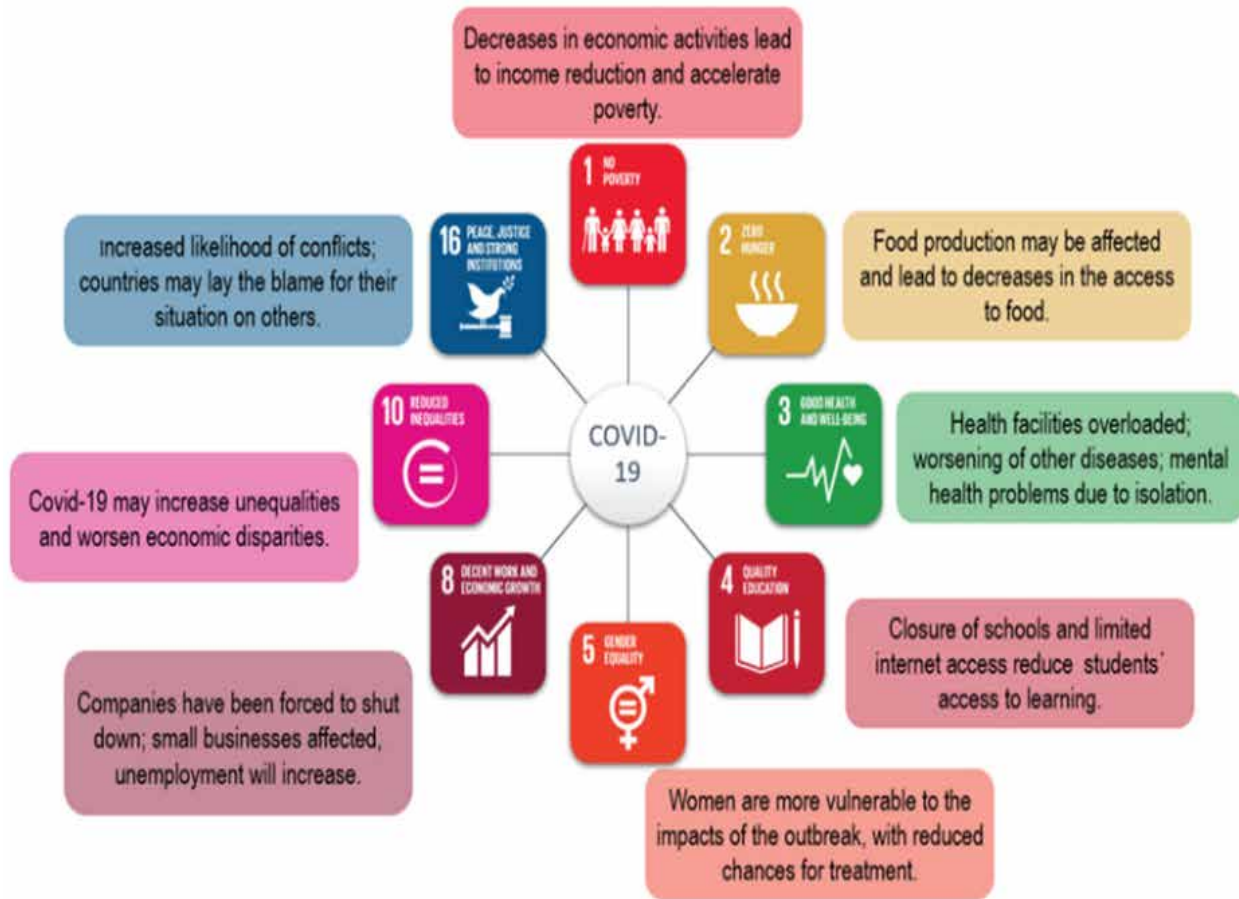 Decreases in economic activities lead
to income reduction and accelerate
poverty.
1 NO
POVERTY
16 PEACE, JUSTICE
AND STRONG
INSTITUTIONS
Increased likelihood of conflicts;
countries may lay the blame for their
situation on others.
2 ZERO
HUNGER
Food production may be affected
and lead to decreases in the access
to food.
10 REDUCED
INEQUALITIES
COVID-
19
3 GOOD HEALTH
AND WELL-BEING
Health facilities overloaded;
worsening of other diseases; mental
health problems due to isolation.
Covid-19 may increase unequalities
and worsen economic disparities.
8 DECENT WORK AND
ECONOMIC GROWTH
4 QUALITY
EDUCATION
Closure of schools and limited
internet access reduce students´
access to learning.
5 GENDER
EQUALITY
Companies have been forced to shut
down; small businesses affected,
unemployment will increase.
Women are more vulnerable to the
impacts of the outbreak, with reduced
chances for treatment.